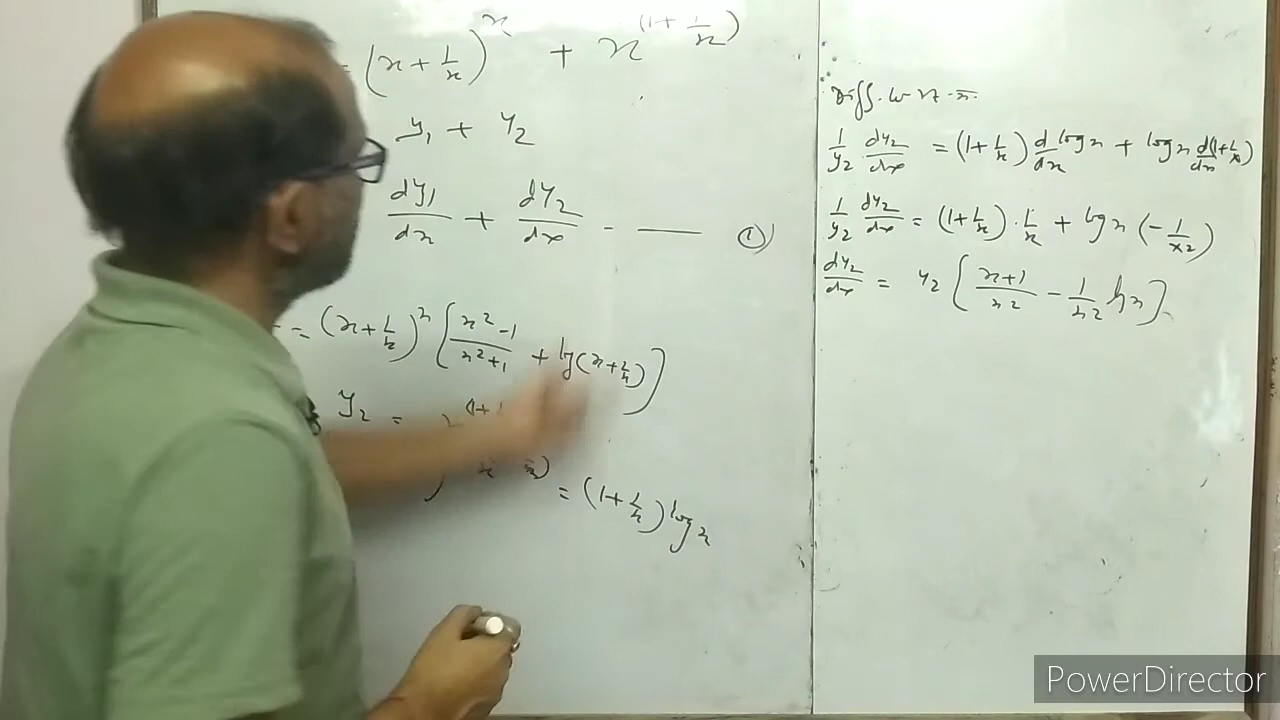 = (x + 1/x)^x + x^(1 + 1/x)
y1 + y2
dy1/dx + dy2/dx - —— ①
= (x + 1/x)^x [ (x^2 - 1)/(x^2 + 1) + log(x + 1/x) ]
y2 =
= (1 + 1/x) log x
Diff. w.r.t. x.
1/y2 dy2/dx = (1 + 1/x) d/dx log x + log x d/dx (1 + 1/x)
1/y2 dy2/dx = (1 + 1/x) . 1/x + log x (- 1/x2)
dy2/dx = y2 [ (x+1)/x2 - 1/x2 log x ]
PowerDirector